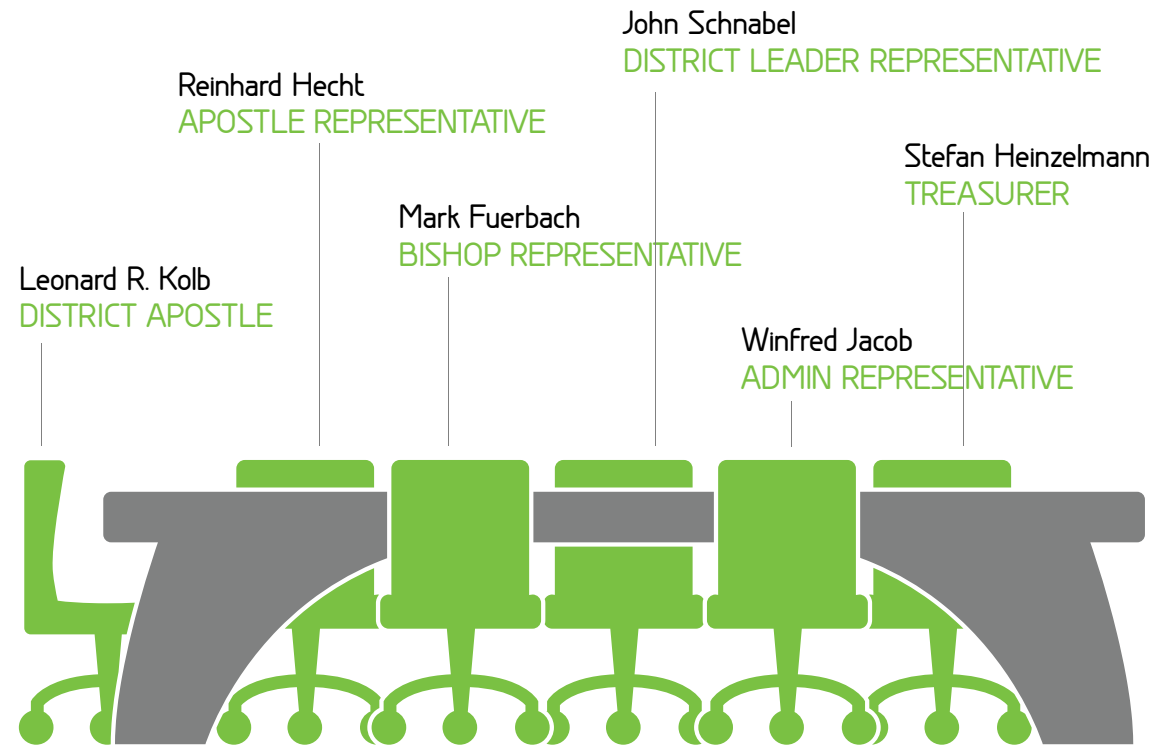 John Schnabel
DISTRICT LEADER REPRESENTATIVE
Reinhard Hecht
APOSTLE REPRESENTATIVE
Stefan Heinzelmann
TREASURER
Mark Fuerbach
BISHOP REPRESENTATIVE
Leonard R. Kolb
DISTRICT APOSTLE
Winfred Jacob
ADMIN REPRESENTATIVE